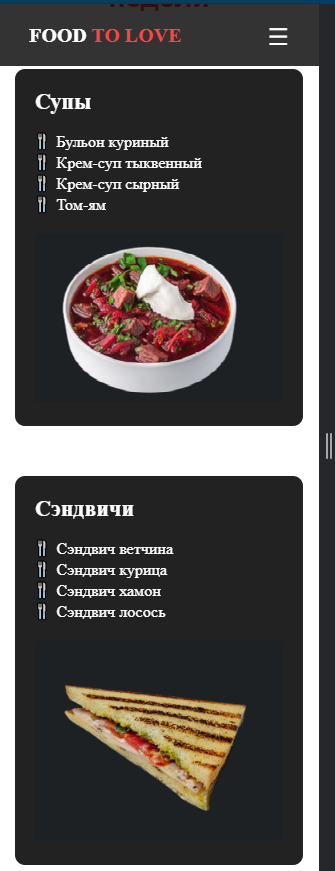 недели
FOOD TO LOVE
Супы
Бульон куриный
Крем-суп тыквенный
Крем-суп сырный
Том-ям
Сэндвичи
Сэндвич ветчина
Сэндвич курица
Сэндвич хамон
Сэндвич лосось